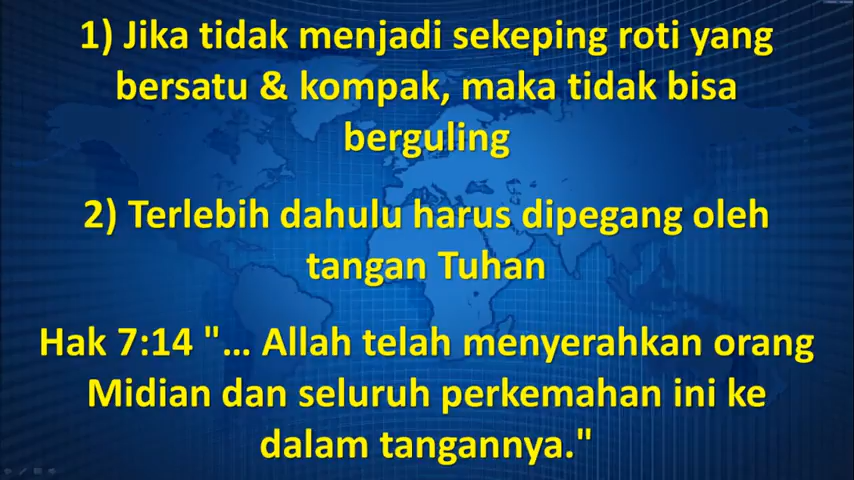 1) Jika tidak menjadi sekeping roti yang
bersatu & kompak, maka tidak bisa
berguling
2) Terlebih dahulu harus dipegang oleh
tangan Tuhan
Hak 7:14 "... Allah telah menyerahkan orang
Midian dan seluruh perkemahan ini ke
dalam tangannya."